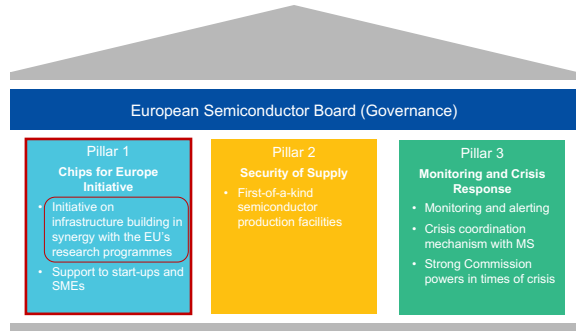 European Semiconductor Board (Governance)
Pillar 1
Chips for Europe
Initiative
• Initiative on
infrastructure building in
synergy with the EU's
research programmes
• Support to start-ups and
SMEs
Pillar 2
Security of Supply
• First-of-a-kind
semiconductor
production facilities
Pillar 3
Monitoring and Crisis
Response
• Monitoring and alerting
• Crisis coordination
mechanism with MS
• Strong Commission
powers in times of crisis